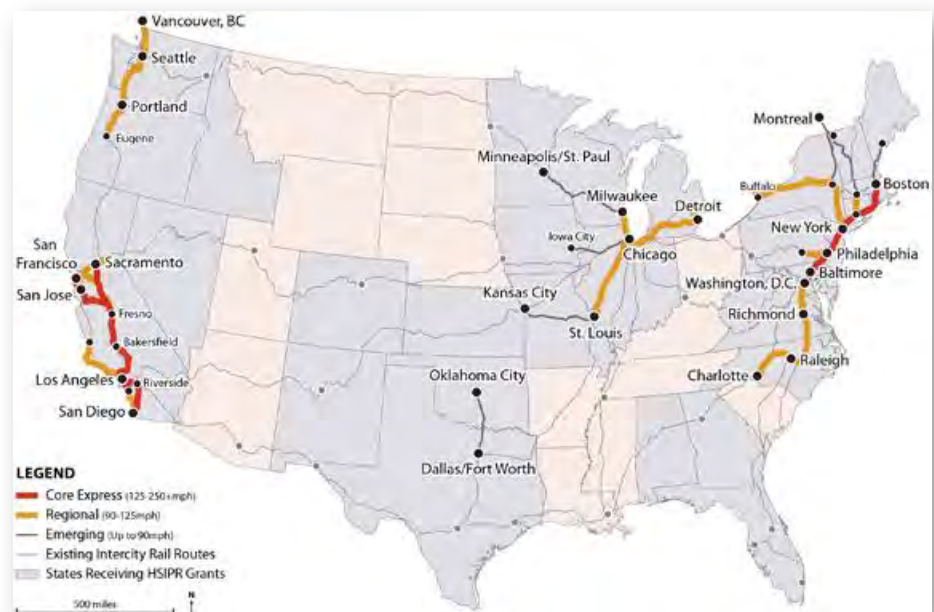 Vancouver, BC
Seattle
Portland
Eugene
Montreal
Minneapolis/St. Paul
Milwaukee
Detroit
Buffalo
Boston
Iowa City
Chicago
New York
Philadelphia
Baltimore
Washington, D.C.
San
Francisco
Sacramento
San Jose
Fresno
Kansas City
St. Louis
Richmond
Bakersfield
Raleigh
Charlotte
Los Angeles
Riverside
Oklahoma City
San Diego
Dallas/Fort Worth
LEGEND
Core Express (125-250+mph)
Regional (90-125mph)
Emerging (Up to 90mph)
Existing Intercity Rail Routes
States Receiving HSIPR Grants
500 miles
N